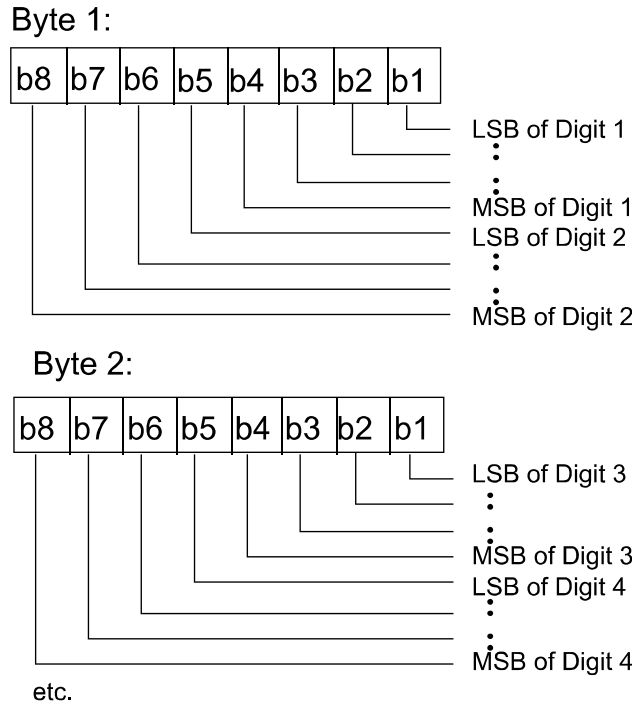 Byte 1:
b8 b7 b6 b5 b4 b3 b2 b1
LSB of Digit 1
MSB of Digit 1
LSB of Digit 2
MSB of Digit 2
Byte 2:
b8 b7 b6 b5 b4 b3 b2 b1
LSB of Digit 3
MSB of Digit 3
LSB of Digit 4
MSB of Digit 4
etc.